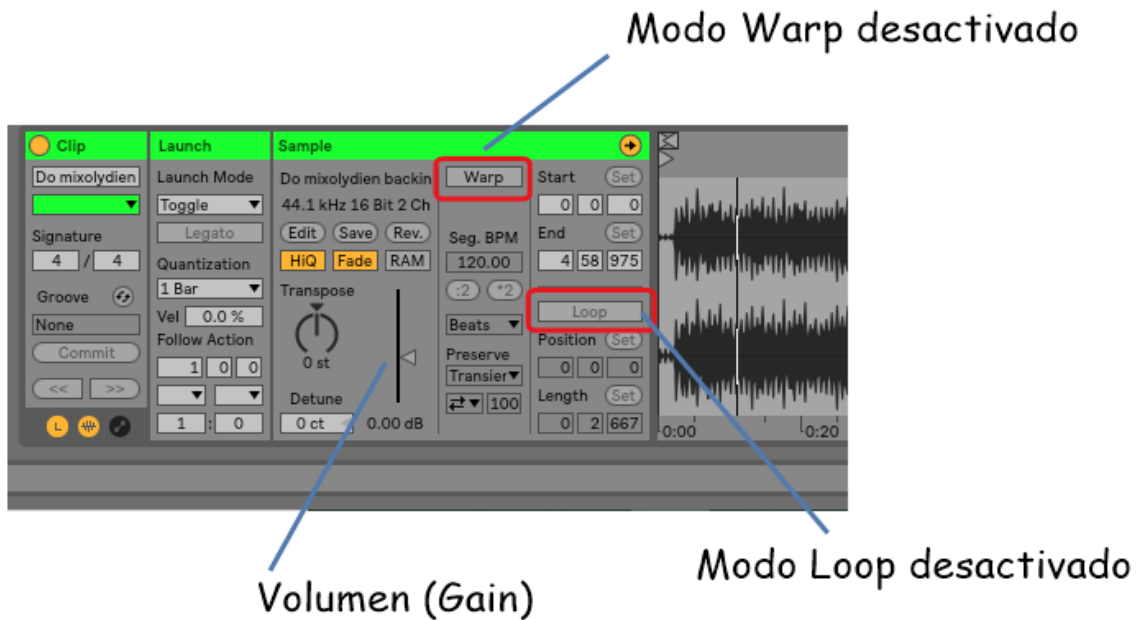 Modo Warp desactivado
Clip
Launch
Sample
Do mixolydien
Launch Mode
Do mixolydien backin
Warp
Start
Set
Toggle
44.1 kHz 16 Bit 2 Ch
0 0 0
Signature
Legato
Edit
Save
Rev.
Seg. BPM
End
Set
4 / 4
Quantization
HiQ
Fade
RAM
120.00
4 58 975
Groove
1 Bar
Transpose
:2
*2
Loop
None
Vel
0.0 %
Beats
Position
Set
Commit
Follow Action
0 st
Preserve
0 0 0
<<
>>
1 0 0
Transier
Length
Set
Detune
100
L
1 : 0
0 ct
0.00 dB
0 2 667
0:00
0:20
Modo Loop desactivado
Volumen (Gain)